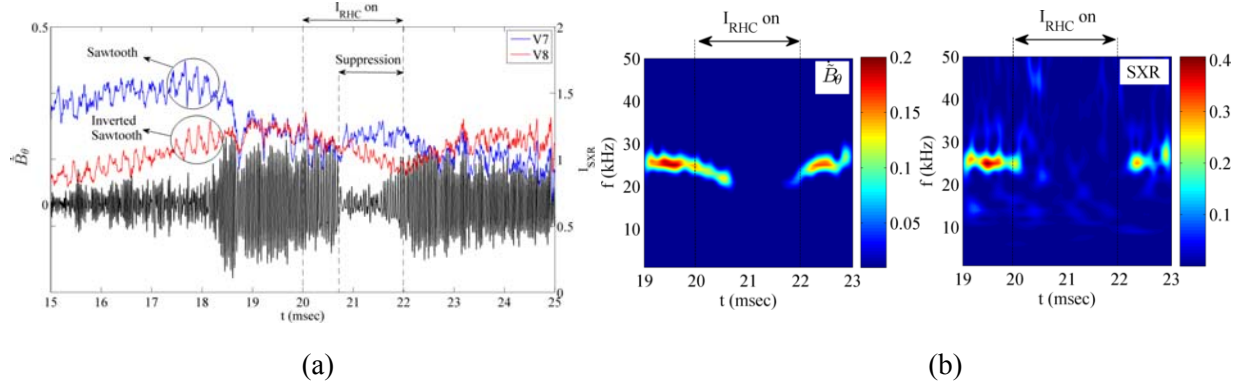 I_RHC on
0.5
2
V7
V8
Sawtooth
Suppression
1.5
Inverted
Sawtooth
1
Ḃ_θ
I_SXR
0
0.5
0
15 16 17 18 19 20 21 22 23 24 25
t (msec)
(a)
I_RHC on
50
B̃_θ
0.2
40
0.15
f (kHz)
30
0.1
20
0.05
10
19 20 21 22 23
t (msec)
I_RHC on
50
SXR
0.4
40
0.3
f (kHz)
30
0.2
20
0.1
10
19 20 21 22 23
t (msec)
(b)